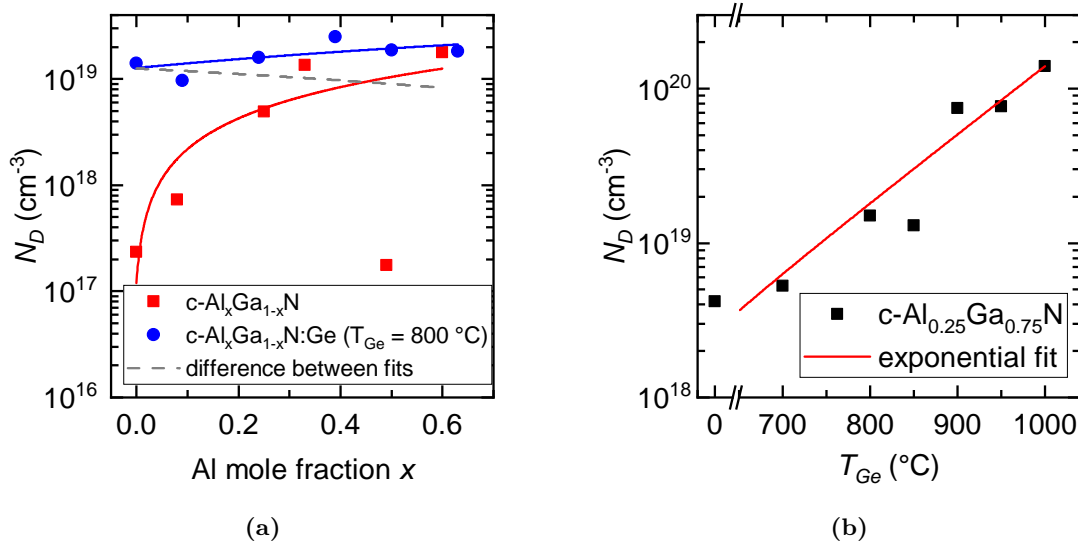 10^19
10^18
10^17
10^16
N_D (cm^-3)
0.0 0.2 0.4 0.6
Al mole fraction x
c-Al_xGa_1-xN
c-Al_xGa_1-xN:Ge (T_Ge = 800 °C)
difference between fits
(a)
10^20
10^19
10^18
N_D (cm^-3)
0 700 800 900 1000
T_Ge (°C)
c-Al_0.25Ga_0.75N
exponential fit
(b)